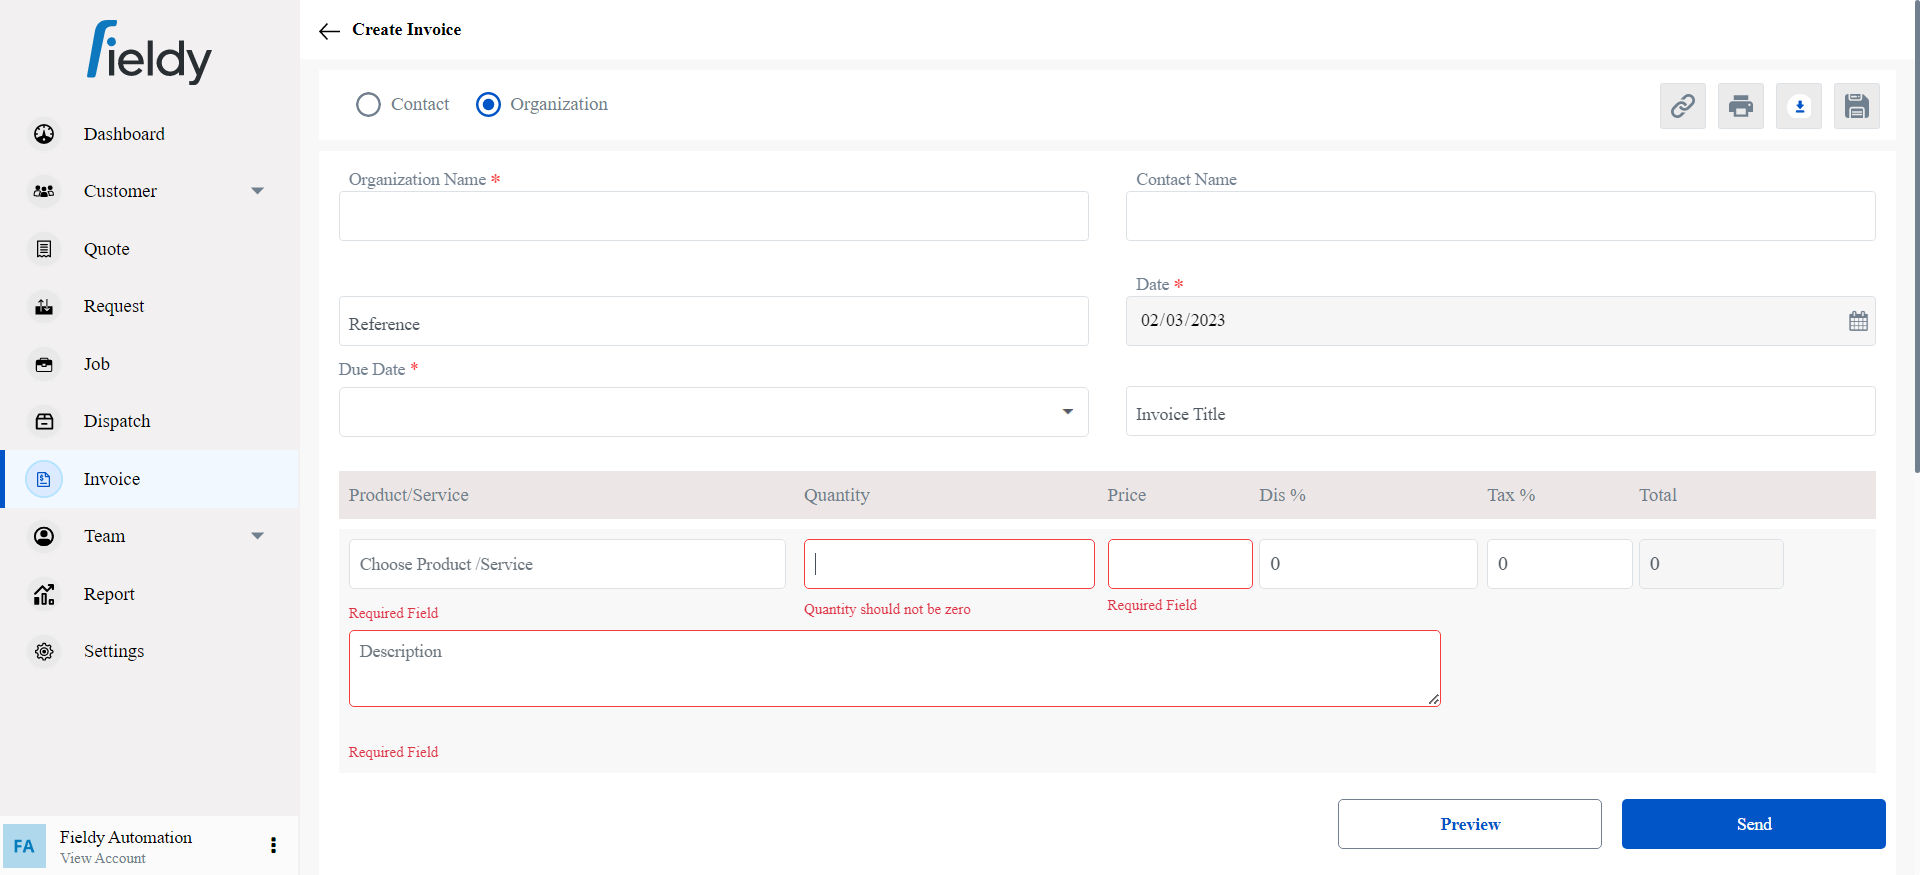 fieldy
Dashboard
Customer
Quote
Request
Job
Dispatch
Invoice
Team
Report
Settings
FA
Fieldy Automation
View Account
Create Invoice
Contact
Organization
Organization Name *
Contact Name
Reference
Date *
02/03/2023
Due Date *
Invoice Title
Product/Service Quantity Price Dis % Tax % Total
Choose Product /Service 0 0 0
Required Field Quantity should not be zero Required Field
Description
Required Field
Preview
Send